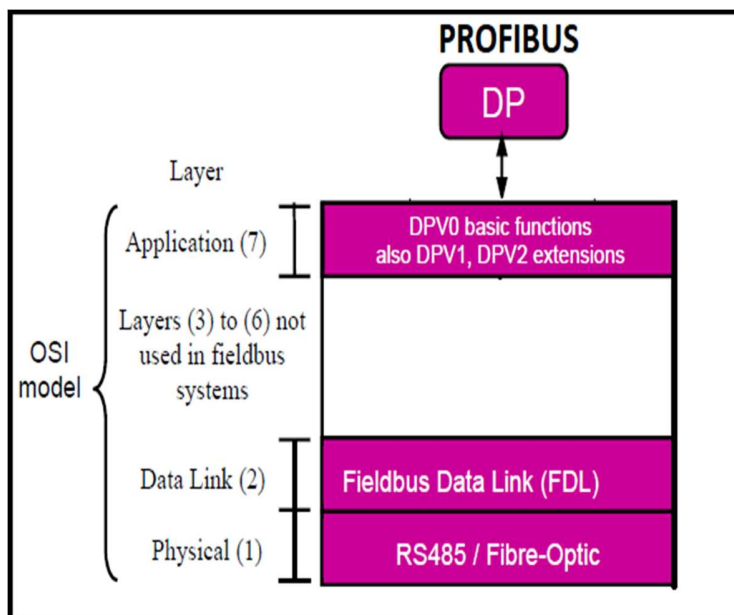 PROFIBUS
DP
Layer
Application (7)
DPV0 basic functions
also DPV1, DPV2 extensions
Layers (3) to (6) not
used in fieldbus
systems
OSI
model
Data Link (2)
Fieldbus Data Link (FDL)
Physical (1)
RS485 / Fibre-Optic